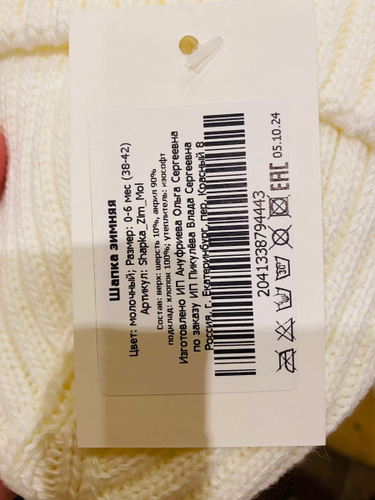 Шапка зимняя
Цвет: молочный; Размер: 0-6 мес (38-42)
Артикул: Shapka_Zim_Mol
Состав: верх: шерсть 10%, акрил 90%
подклад: хлопок 100%; утеплитель: изософт
Изготовлено ИП Ануфриева Ольга Сергеевна
по заказу ИП Пикулёва Влада Сергеевна
Россия, г. Екатеринбург, пер. Красный 8
2041338794443
30°
EAC
05.10.24